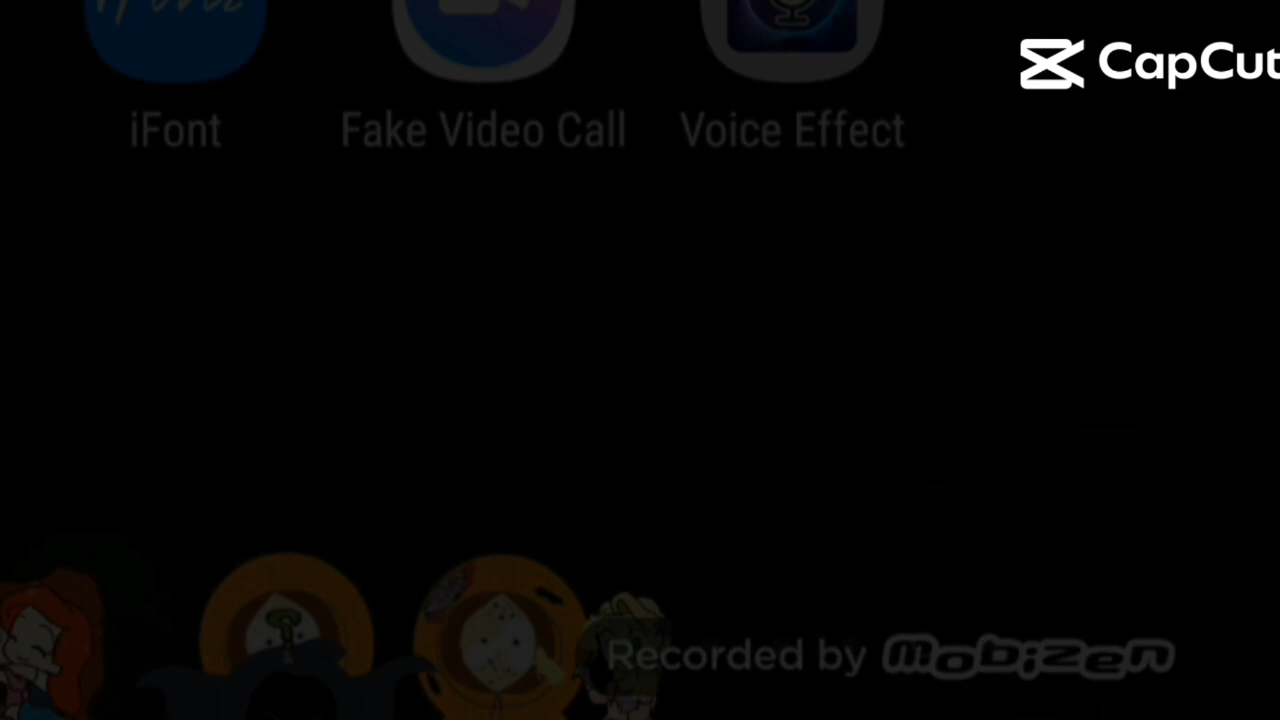 CapCut
iFont
Fake Video Call
Voice Effect
Recorded by mobizen